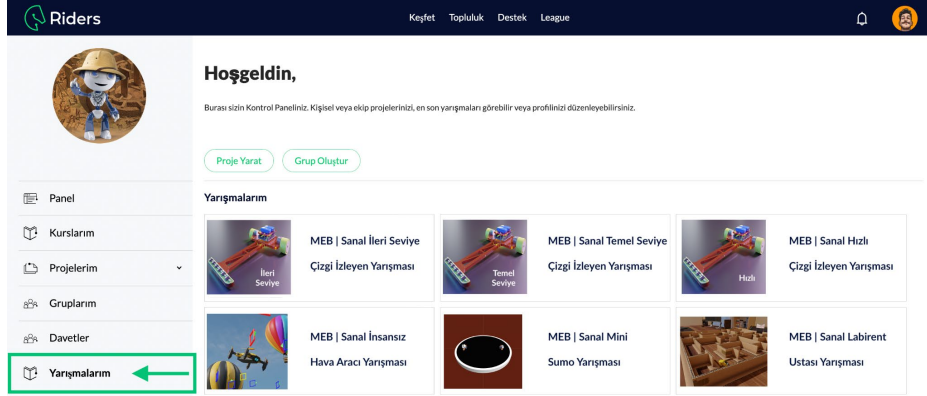 Riders
Keşfet Topluluk Destek League
Hoşgeldin,
Burası sizin Kontrol Paneliniz. Kişisel veya ekip projelerinizi, en son yarışmaları görebilir veya profilinizi düzenleyebilirsiniz.
Proje Yarat Grup Oluştur
Panel
Kurslarım
Projelerim
Gruplarım
Davetler
Yarışmalarım
Yarışmalarım
İleri
Seviye
MEB | Sanal İleri Seviye
Çizgi İzleyen Yarışması
Temel
Seviye
MEB | Sanal Temel Seviye
Çizgi İzleyen Yarışması
Hızlı
MEB | Sanal Hızlı
Çizgi İzleyen Yarışması
MEB | Sanal İnsansız
Hava Aracı Yarışması
MEB | Sanal Mini
Sumo Yarışması
MEB | Sanal Labirent
Ustası Yarışması